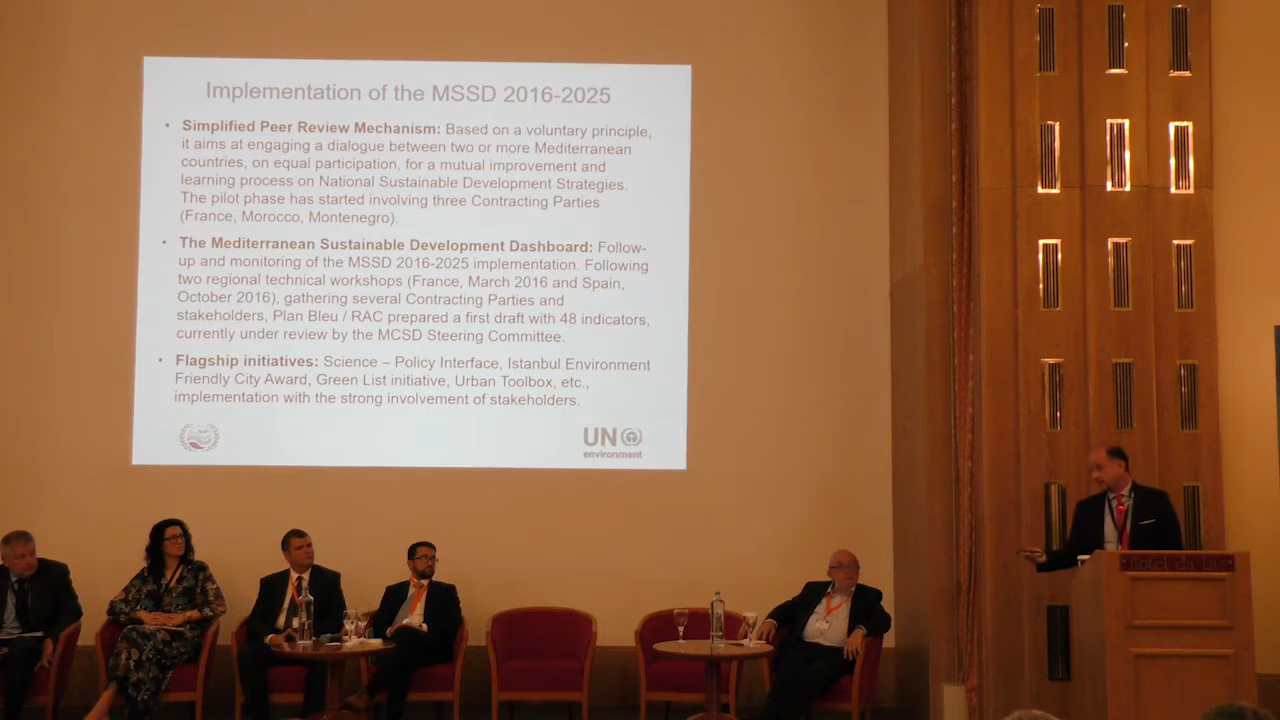 Implementation of the MSSD 2016-2025
• Simplified Peer Review Mechanism: Based on a voluntary principle,
it aims at engaging a dialogue between two or more Mediterranean
countries, on equal participation, for a mutual improvement and
learning process on National Sustainable Development Strategies.
The pilot phase has started involving three Contracting Parties
(France, Morocco, Montenegro).
• The Mediterranean Sustainable Development Dashboard: Follow-
up and monitoring of the MSSD 2016-2025 implementation. Following
two regional technical workshops (France, March 2016 and Spain,
October 2016), gathering several Contracting Parties and
stakeholders, Plan Bleu / RAC prepared a first draft with 48 indicators,
currently under review by the MCSD Steering Committee.
• Flagship initiatives: Science – Policy Interface, Istanbul Environment
Friendly City Award, Green List initiative, Urban Toolbox, etc.,
implementation with the strong involvement of stakeholders.
UN
environment
hôtel du Lac